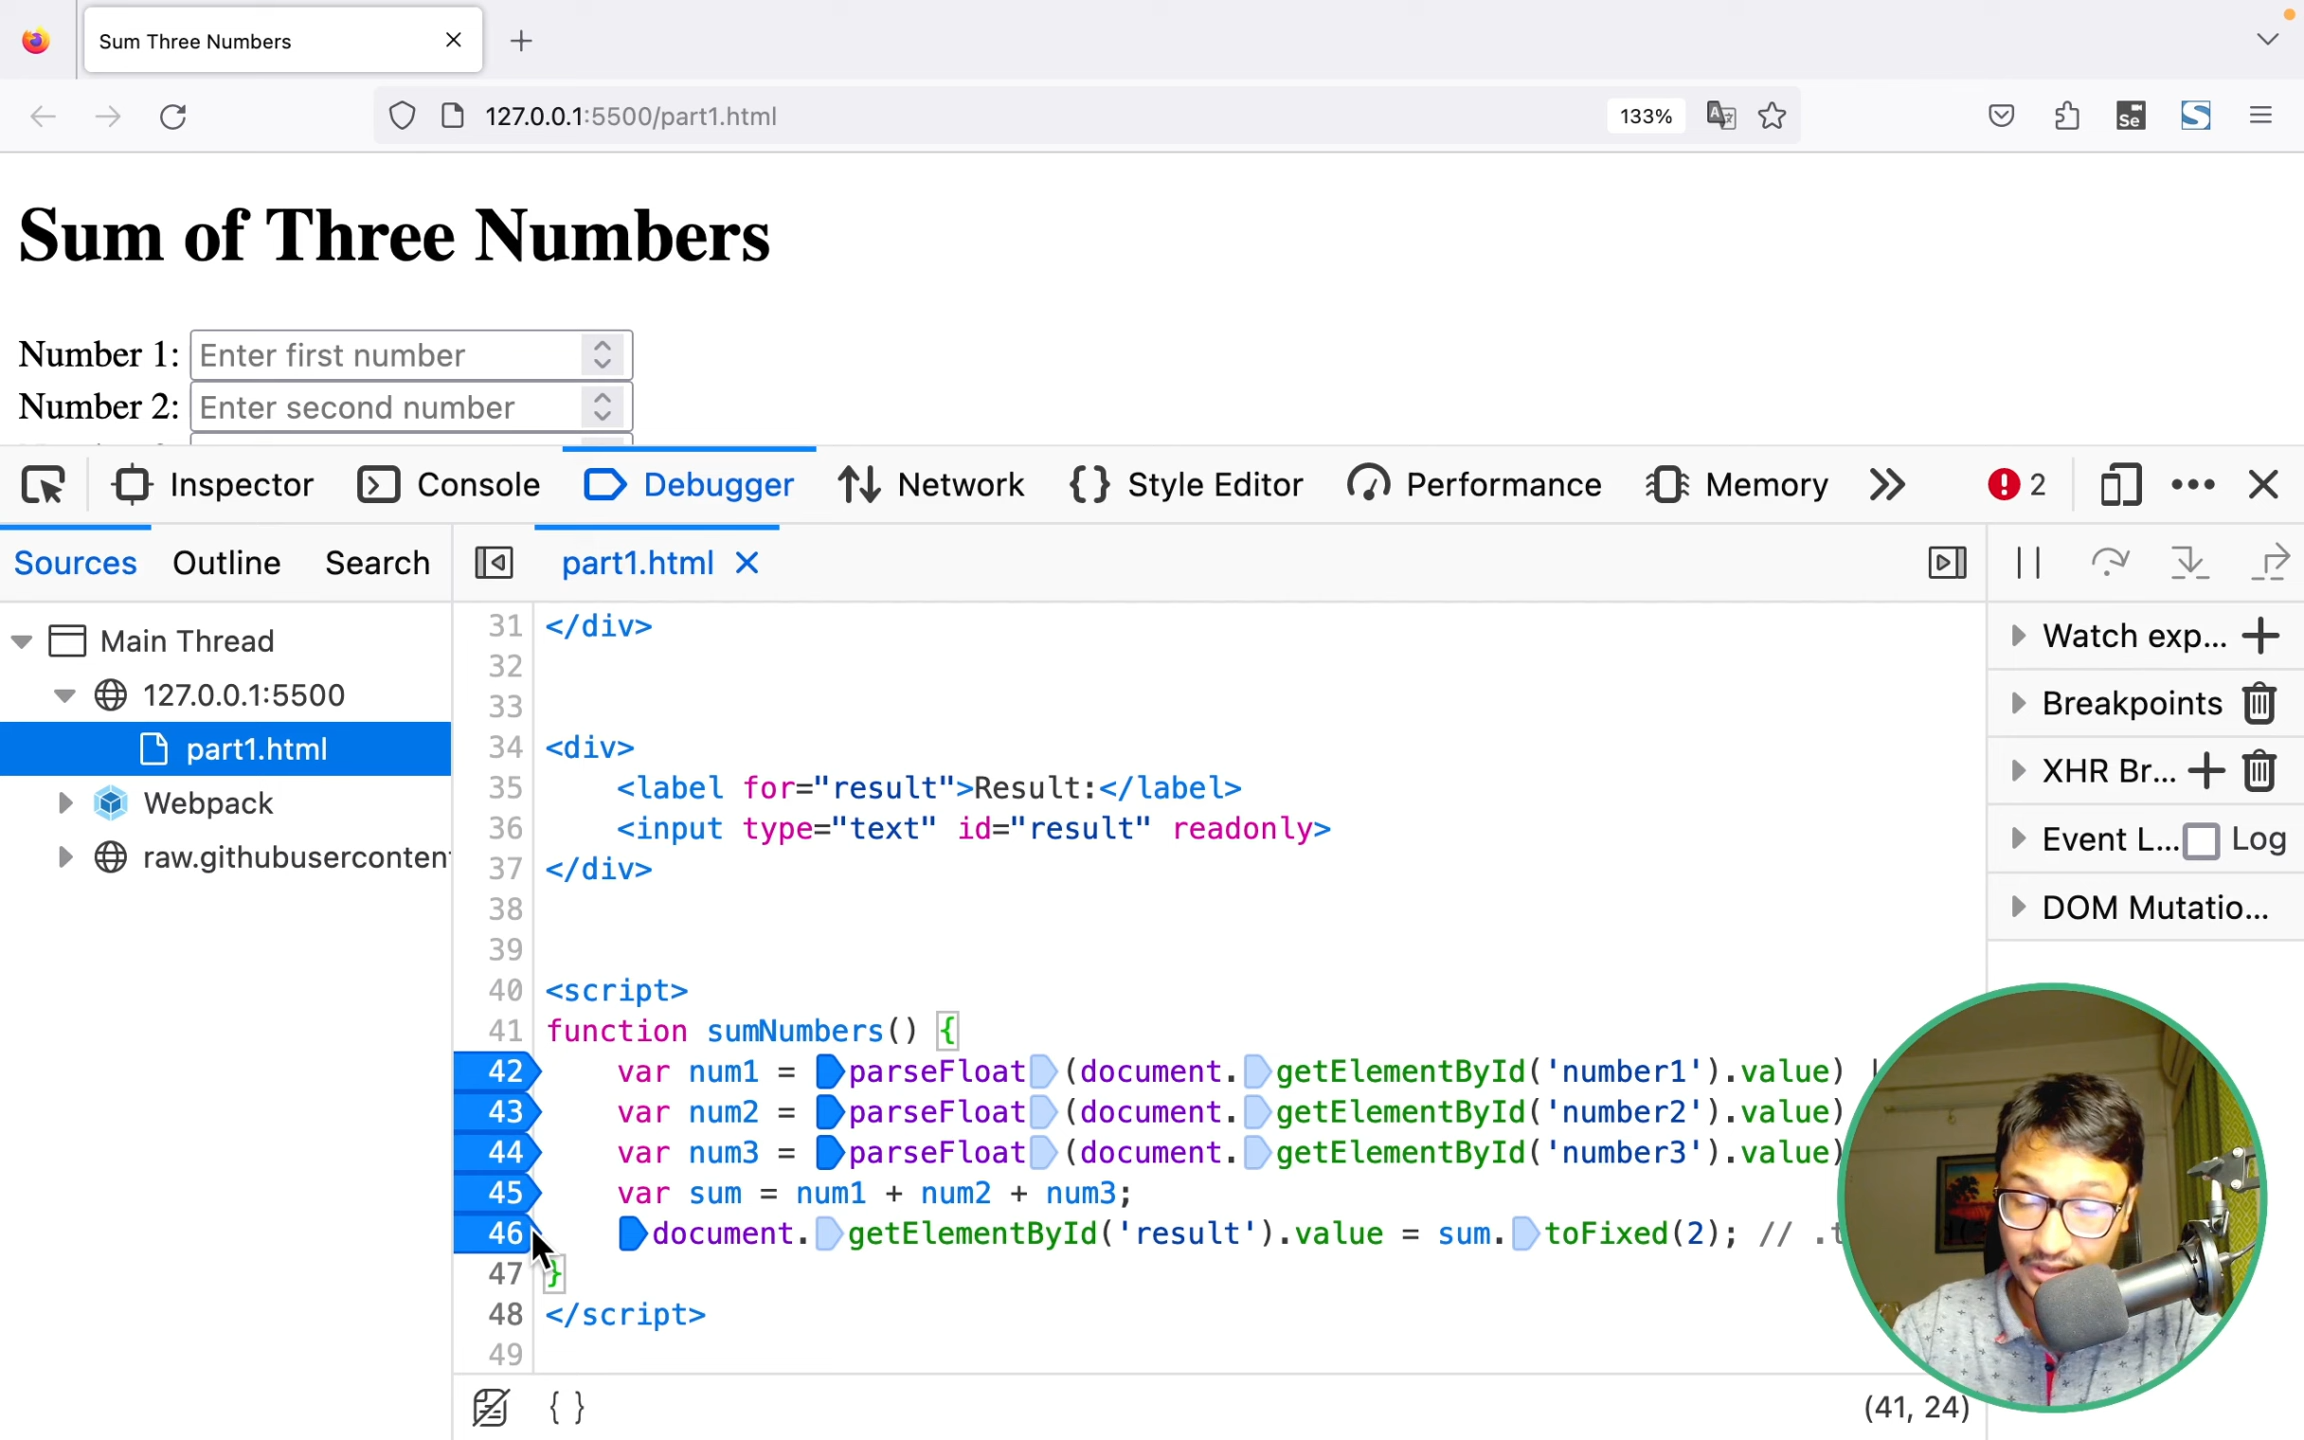 Sum Three Numbers
127.0.0.1:5500/part1.html
133%
Se
Sum of Three Numbers
Number 1: Enter first number
Number 2: Enter second number
Inspector Console Debugger Network Style Editor Performance Memory 2
Sources Outline Search part1.html
Main Thread
127.0.0.1:5500
part1.html
Webpack
raw.githubuserconten
31 </div>
32
33
34 <div>
35 <label for="result">Result:</label>
36 <input type="text" id="result" readonly>
37 </div>
38
39
40 <script>
41 function sumNumbers() {
42 var num1 = parseFloat(document.getElementById('number1').value) |
43 var num2 = parseFloat(document.getElementById('number2').value)
44 var num3 = parseFloat(document.getElementById('number3').value)
45 var sum = num1 + num2 + num3;
46 document.getElementById('result').value = sum.toFixed(2); // .t
47 }
48 </script>
49
{ } (41, 24)
Watch exp...
Breakpoints
XHR Br...
Event L... Log
DOM Mutatio...